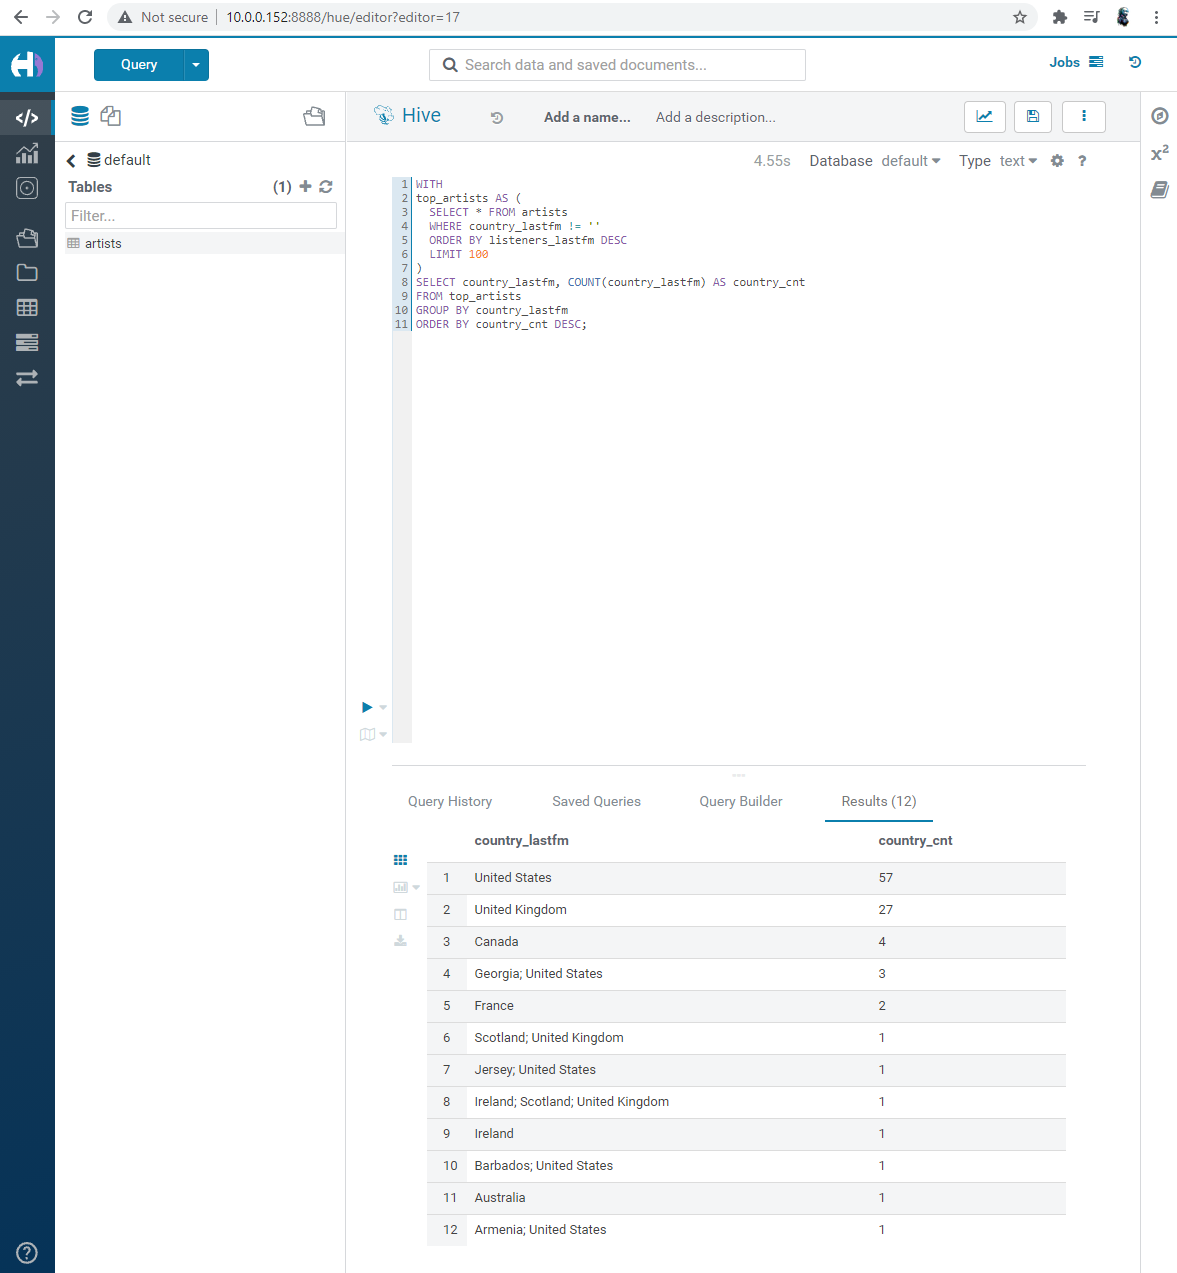 Not secure | 10.0.0.152:8888/hue/editor?editor=17
Query
Search data and saved documents...
Jobs
Hive
Add a name...
Add a description...
default
4.55s
Database default
Type text
?
Tables
(1)
Filter...
artists
1 WITH
2 top_artists AS (
3 SELECT * FROM artists
4 WHERE country_lastfm != ''
5 ORDER BY listeners_lastfm DESC
6 LIMIT 100
7 )
8 SELECT country_lastfm, COUNT(country_lastfm) AS country_cnt
9 FROM top_artists
10 GROUP BY country_lastfm
11 ORDER BY country_cnt DESC;
x²
Query History
Saved Queries
Query Builder
Results (12)
country_lastfm country_cnt
1 United States 57
2 United Kingdom 27
3 Canada 4
4 Georgia; United States 3
5 France 2
6 Scotland; United Kingdom 1
7 Jersey; United States 1
8 Ireland; Scotland; United Kingdom 1
9 Ireland 1
10 Barbados; United States 1
11 Australia 1
12 Armenia; United States 1
?